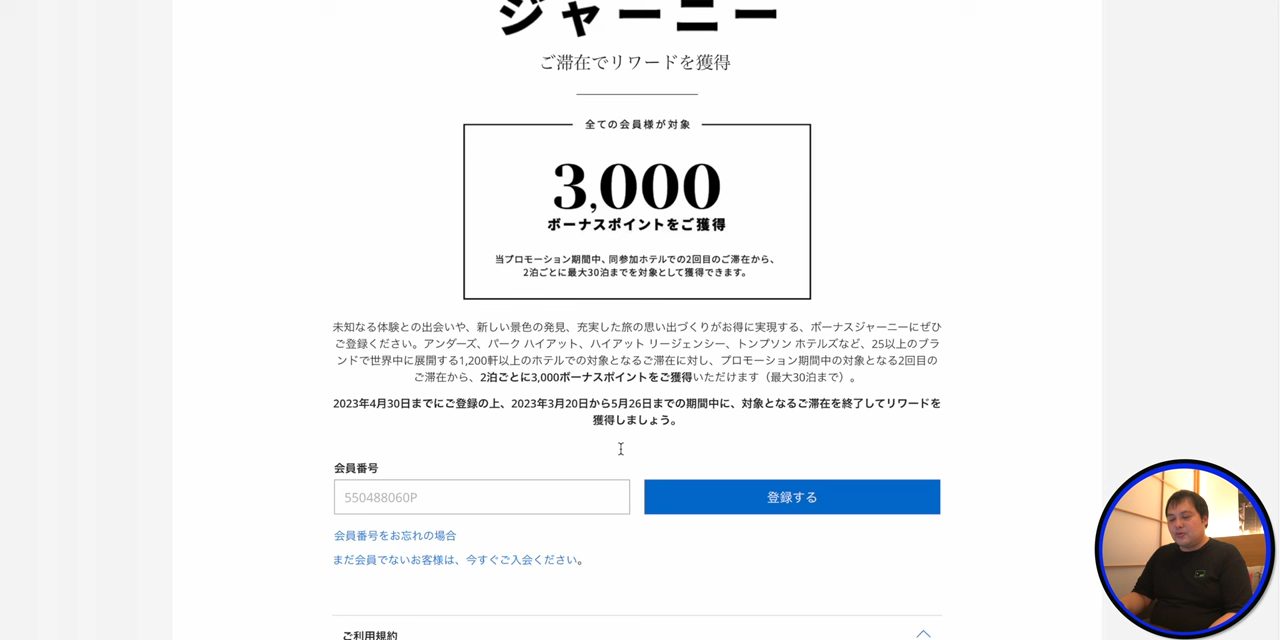 ジャーニー
ご滞在でリワードを獲得
全ての会員様が対象
3,000
ボーナスポイントをご獲得
当プロモーション期間中、同参加ホテルでの2回目のご滞在から、
2泊ごとに最大30泊までを対象として獲得できます。
未知なる体験との出会いや、新しい景色の発見、充実した旅の思い出づくりがお得に実現する、ボーナスジャーニーにぜひ
ご登録ください。アンダーズ、パーク ハイアット、ハイアット リージェンシー、トンプソン ホテルズなど、25以上のブラ
ンドで世界中に展開する1,200軒以上のホテルでの対象となるご滞在に対し、プロモーション期間中の対象となる2回目の
ご滞在から、2泊ごとに3,000ボーナスポイントをご獲得いただけます（最大30泊まで）。
2023年4月30日までにご登録の上、2023年3月20日から5月26日までの期間中に、対象となるご滞在を終了してリワードを
獲得しましょう。
会員番号
550488060P
登録する
会員番号をお忘れの場合
まだ会員でないお客様は、今すぐご入会ください。
ご利用規約